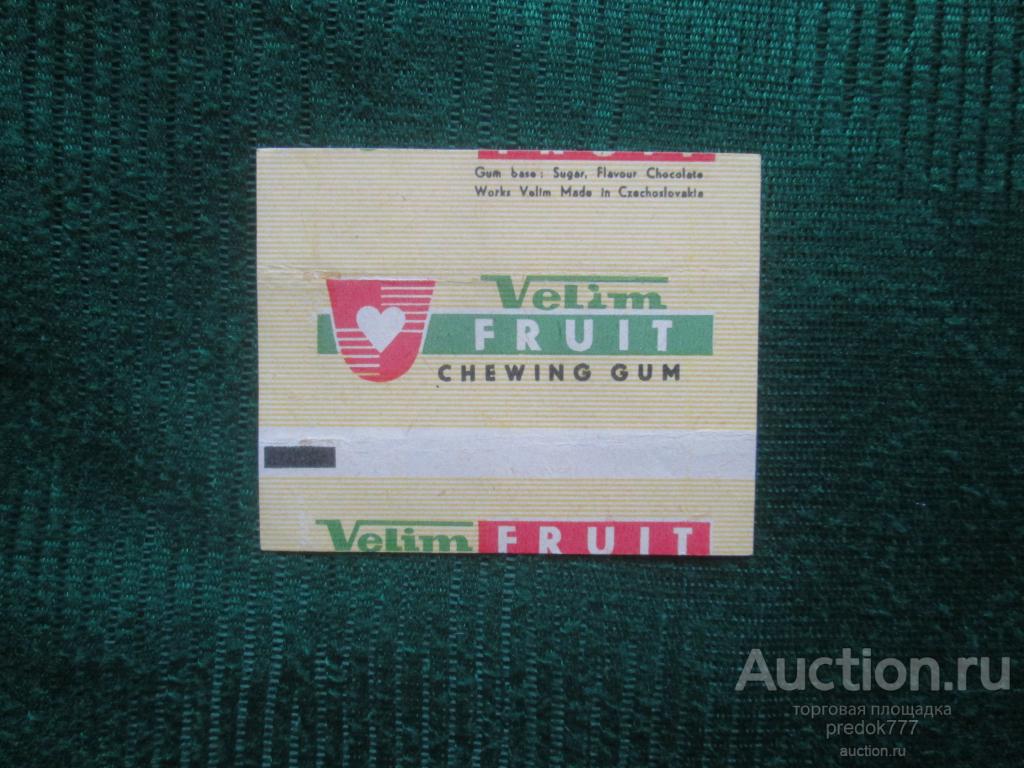 FRUIT
Gum base: Sugar, Flavour Chocolate
Works Velim Made in Czechoslovakia
Velim
FRUIT
CHEWING GUM
Velim FRUIT
Auction.ru
торговая площадка
predok777
auction.ru